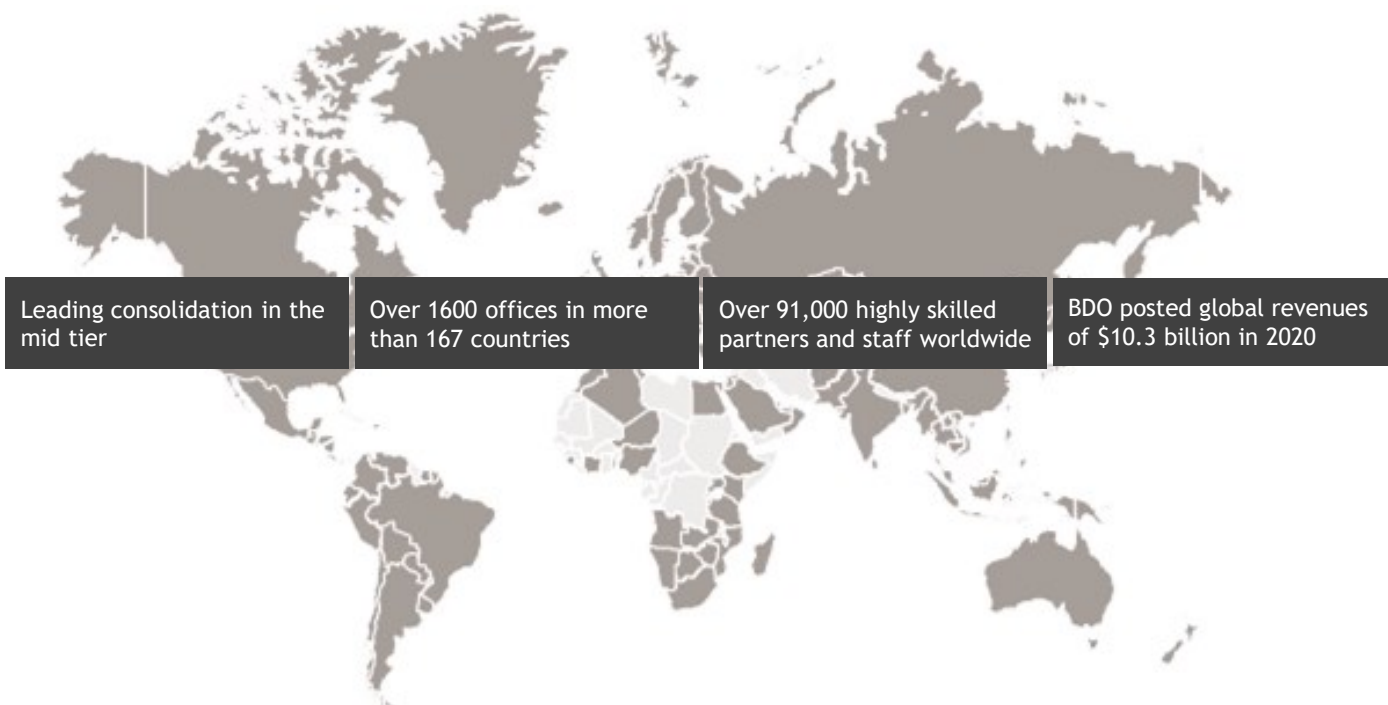 Leading consolidation in the
mid tier
Over 1600 offices in more
than 167 countries
Over 91,000 highly skilled
partners and staff worldwide
BDO posted global revenues
of $10.3 billion in 2020